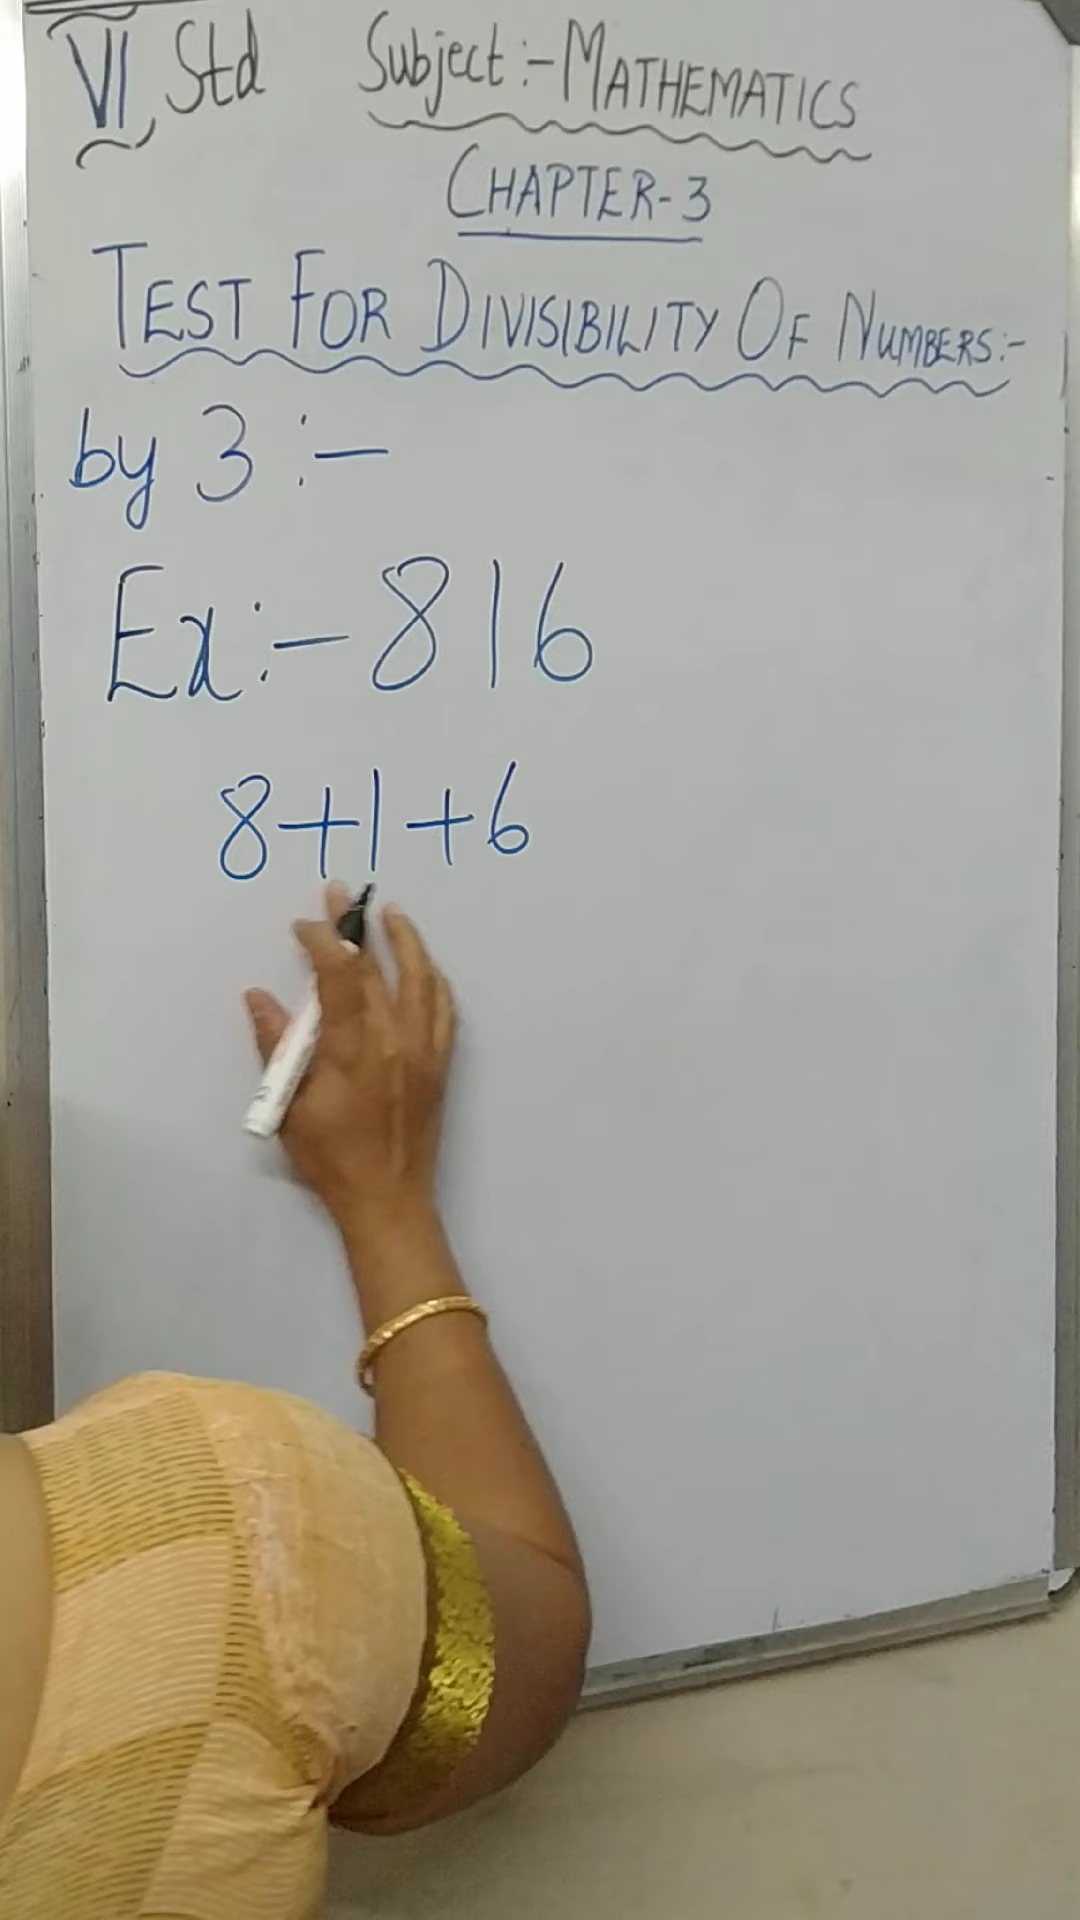 VI Std Subject:- MATHEMATICS
CHAPTER-3
TEST FOR DIVISIBILITY OF NUMBERS:-
by 3 :-
Ex:- 816
8+1+6